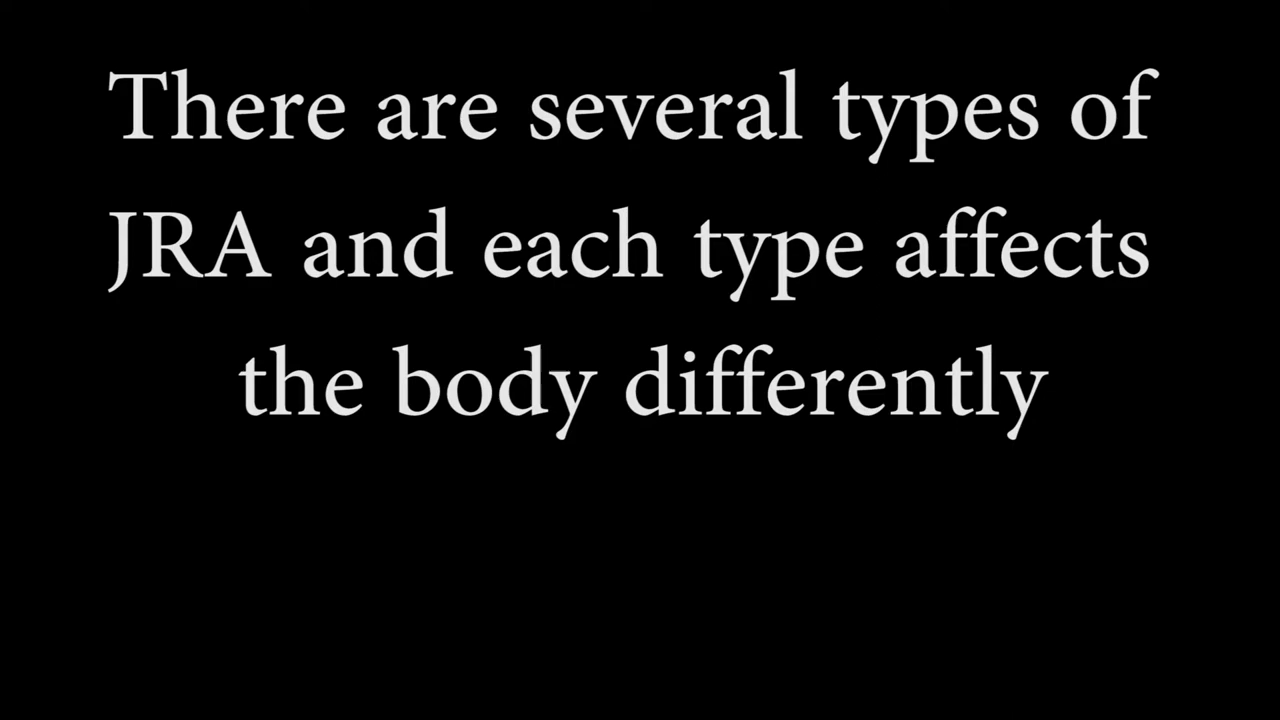 There are several types of
JRA and each type affects
the body differently